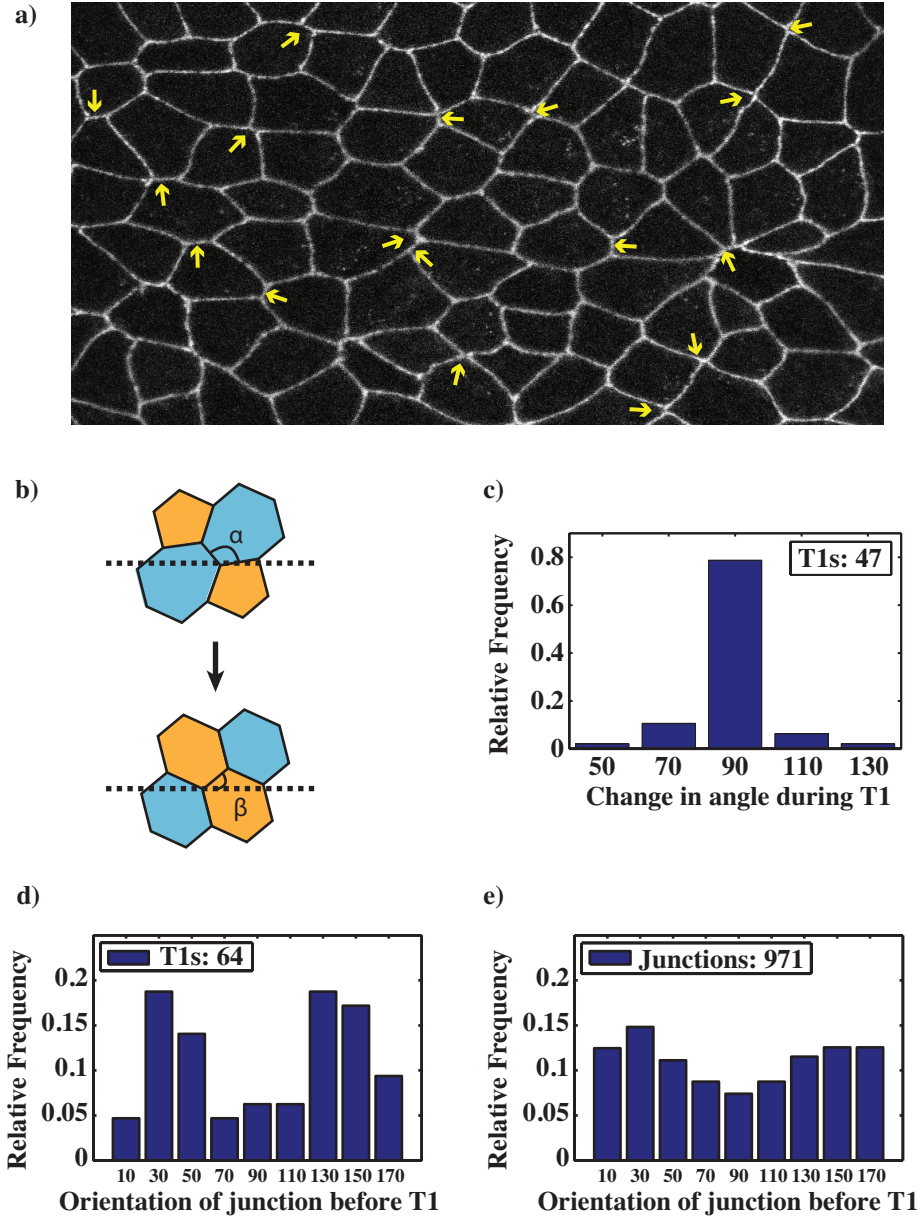 a)
b)
α
β
c)
T1s: 47
Relative Frequency
0.8
0.6
0.4
0.2
0
50 70 90 110 130
Change in angle during T1
d)
T1s: 64
Relative Frequency
0.2
0.15
0.1
0.05
0
10 30 50 70 90 110 130 150 170
Orientation of junction before T1
e)
Junctions: 971
Relative Frequency
0.2
0.15
0.1
0.05
0
10 30 50 70 90 110 130 150 170
Orientation of junction before T1